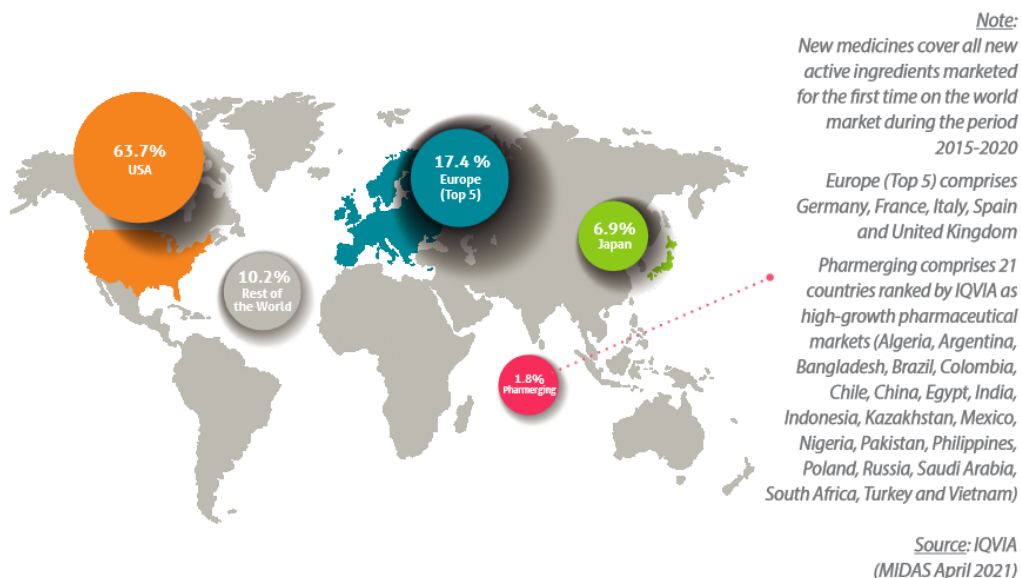 63.7%
USA
17.4 %
Europe
(Top 5)
6.9%
Japan
10.2%
Rest of
the World
1.8%
Pharmerging
Note:
New medicines cover all new
active ingredients marketed
for the first time on the world
market during the period
2015-2020
Europe (Top 5) comprises
Germany, France, Italy, Spain
and United Kingdom
Pharmerging comprises 21
countries ranked by IQVIA as
high-growth pharmaceutical
markets (Algeria, Argentina,
Bangladesh, Brazil, Colombia,
Chile, China, Egypt, India,
Indonesia, Kazakhstan, Mexico,
Nigeria, Pakistan, Philippines,
Poland, Russia, Saudi Arabia,
South Africa, Turkey and Vietnam)
Source: IQVIA
(MIDAS April 2021)